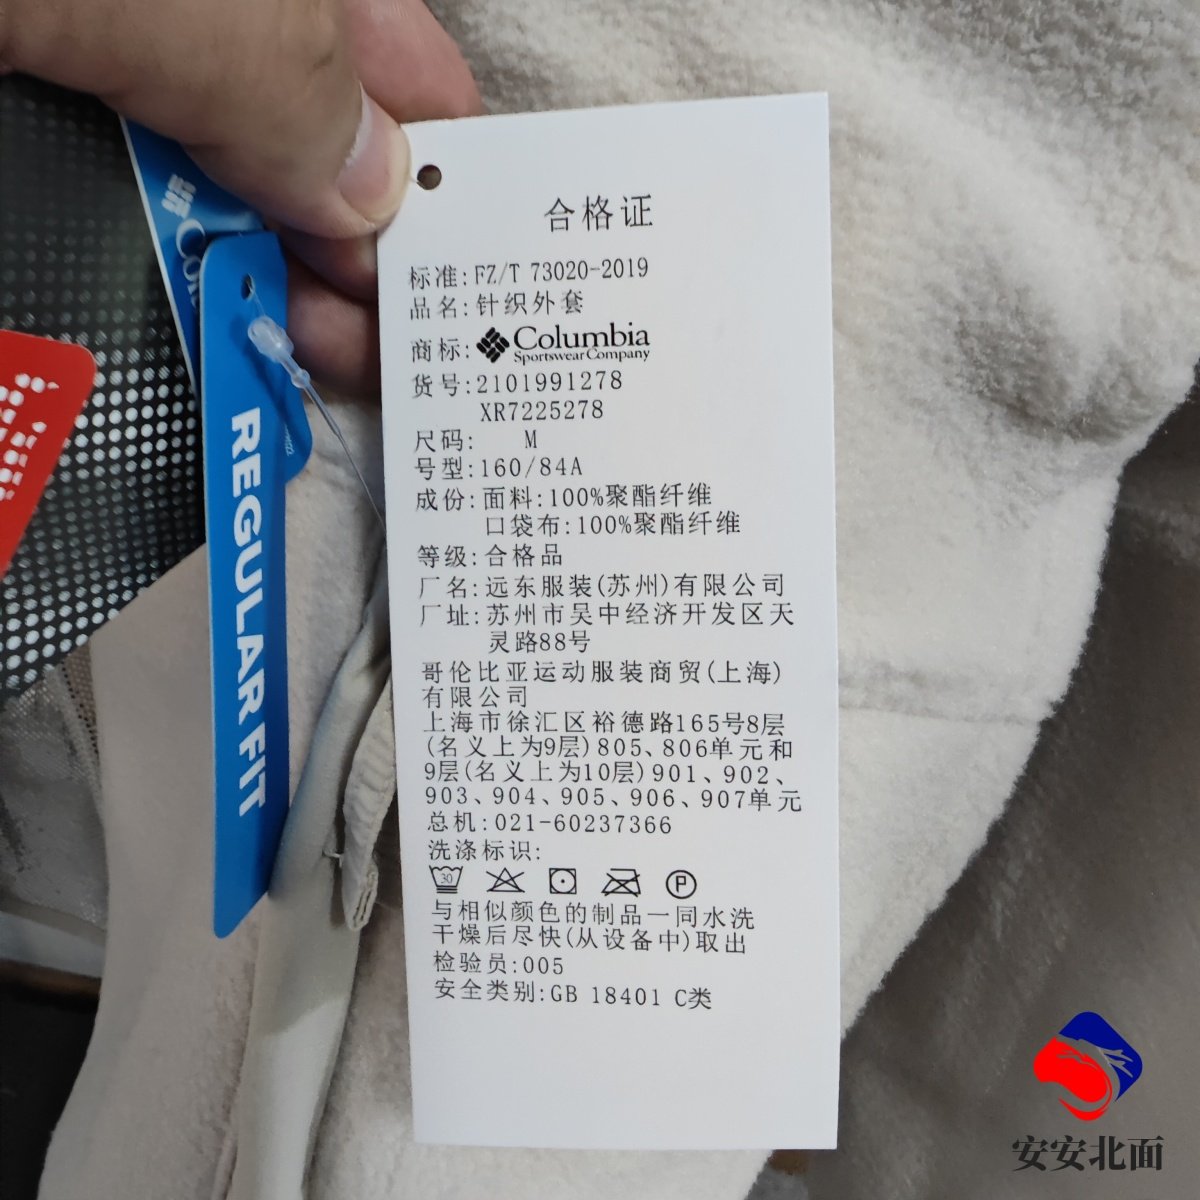 合格证
标准:FZ/T 73020-2019
品名:针织外套
商标:Columbia
Sportswear Company
货号:2101991278
XR7225278
尺码: M
号型:160/84A
成份:面料:100%聚酯纤维
口袋布:100%聚酯纤维
等级:合格品
厂名:远东服装(苏州)有限公司
厂址:苏州市吴中经济开发区天
灵路88号
哥伦比亚运动服装商贸(上海)
有限公司
上海市徐汇区裕德路165号8层
(名义上为9层)805、806单元和
9层(名义上为10层)901、902、
903、904、905、906、907单元
总机:021-60237366
洗涤标识:
30
P
与相似颜色的制品一同水洗
干燥后尽快(从设备中)取出
检验员:005
安全类别:GB 18401 C类
REGULAR FIT
安安北面